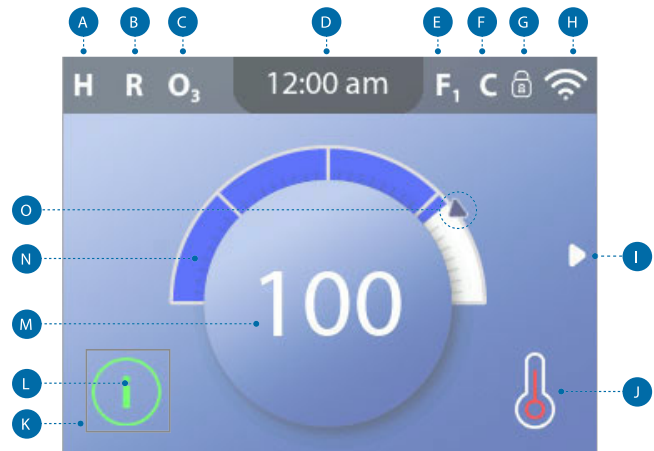 A B C D E F G H
H R O₃ 12:00 am F₁ C R
O
N I
100
M
i
L J
K